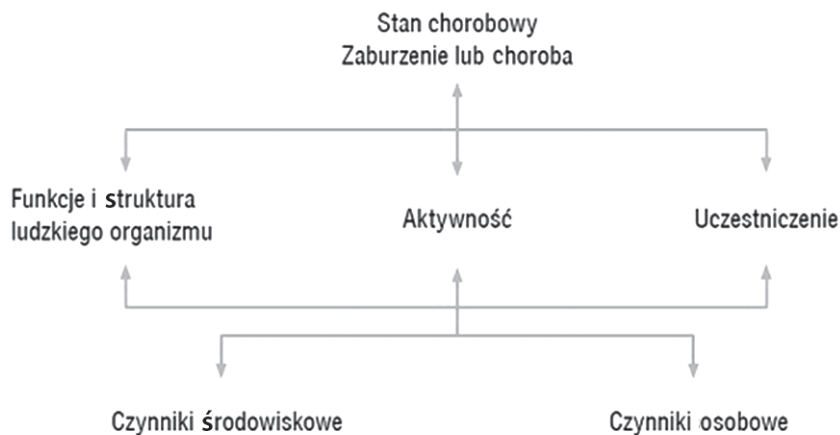 Stan chorobowy
Zaburzenie lub choroba
Funkcje i struktura
ludzkiego organizmu
Aktywność
Uczestniczenie
Czynniki środowiskowe
Czynniki osobowe